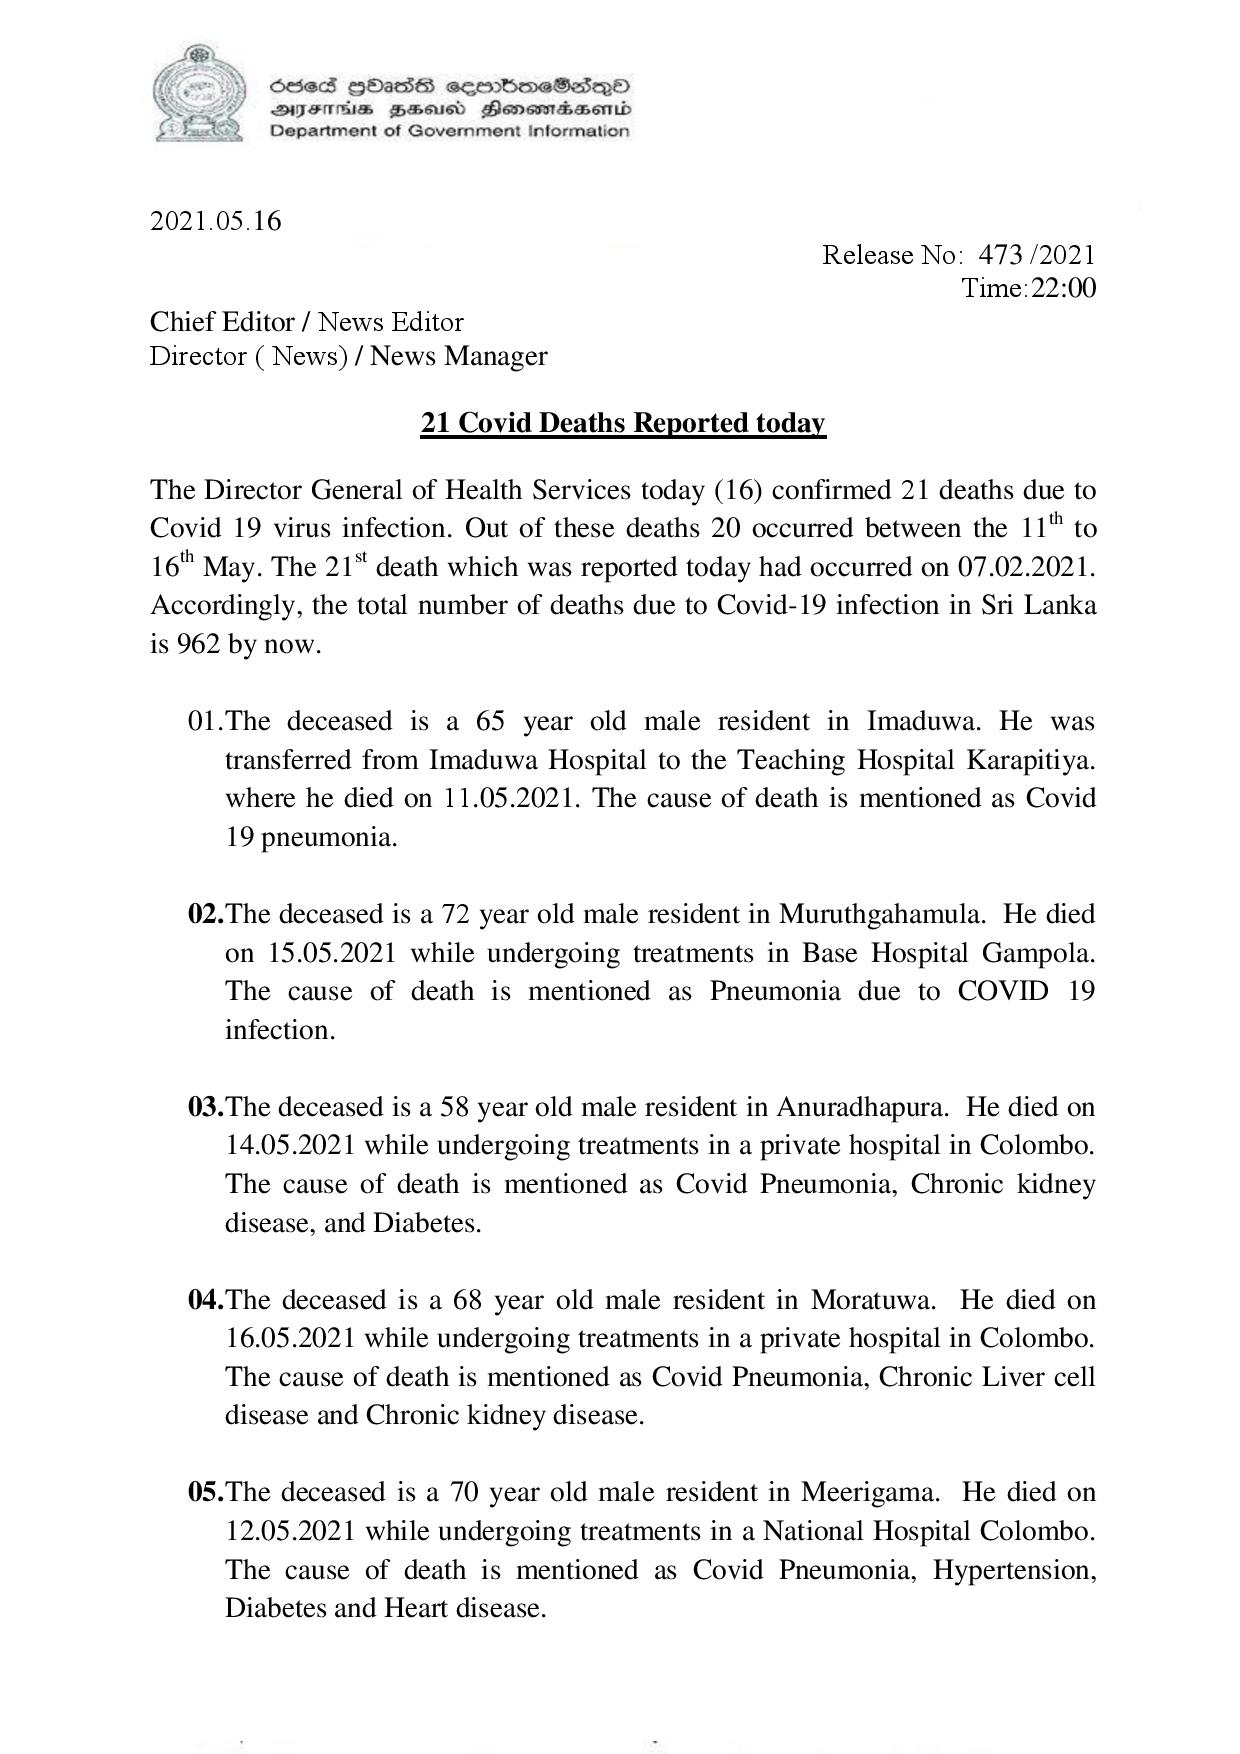 රජයේ ප්‍රවෘත්ති දෙපාර්තමේන්තුව
அரசாங்க தகவல் திணைக்களம்
Department of Government Information
2021.05.16
Release No: 473 /2021
Time:22:00
Chief Editor / News Editor
Director ( News) / News Manager
21 Covid Deaths Reported today
The Director General of Health Services today (16) confirmed 21 deaths due to
Covid 19 virus infection. Out of these deaths 20 occurred between the 11th to
16th May. The 21st death which was reported today had occurred on 07.02.2021.
Accordingly, the total number of deaths due to Covid-19 infection in Sri Lanka
is 962 by now.
01.The deceased is a 65 year old male resident in Imaduwa. He was
transferred from Imaduwa Hospital to the Teaching Hospital Karapitiya.
where he died on 11.05.2021. The cause of death is mentioned as Covid
19 pneumonia.
02.The deceased is a 72 year old male resident in Muruthgahamula. He died
on 15.05.2021 while undergoing treatments in Base Hospital Gampola.
The cause of death is mentioned as Pneumonia due to COVID 19
infection.
03.The deceased is a 58 year old male resident in Anuradhapura. He died on
14.05.2021 while undergoing treatments in a private hospital in Colombo.
The cause of death is mentioned as Covid Pneumonia, Chronic kidney
disease, and Diabetes.
04.The deceased is a 68 year old male resident in Moratuwa. He died on
16.05.2021 while undergoing treatments in a private hospital in Colombo.
The cause of death is mentioned as Covid Pneumonia, Chronic Liver cell
disease and Chronic kidney disease.
05.The deceased is a 70 year old male resident in Meerigama. He died on
12.05.2021 while undergoing treatments in a National Hospital Colombo.
The cause of death is mentioned as Covid Pneumonia, Hypertension,
Diabetes and Heart disease.